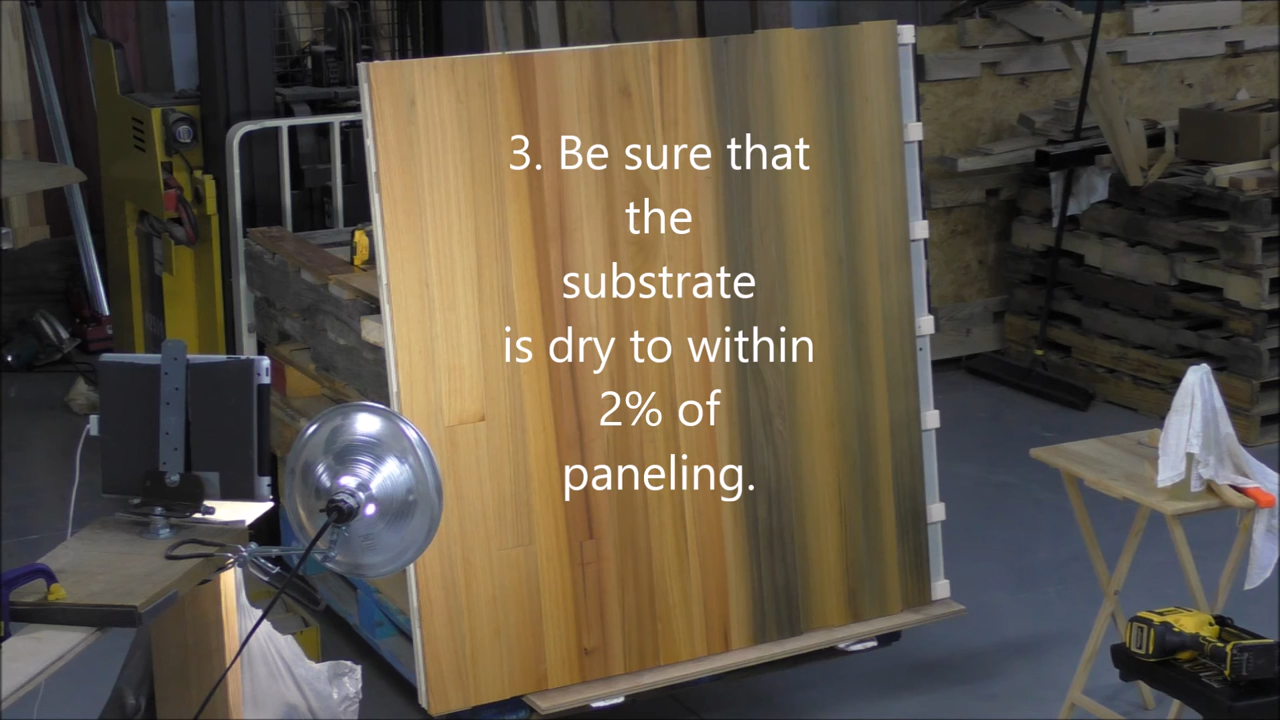 3. Be sure that
the
substrate
is dry to within
2% of
paneling.